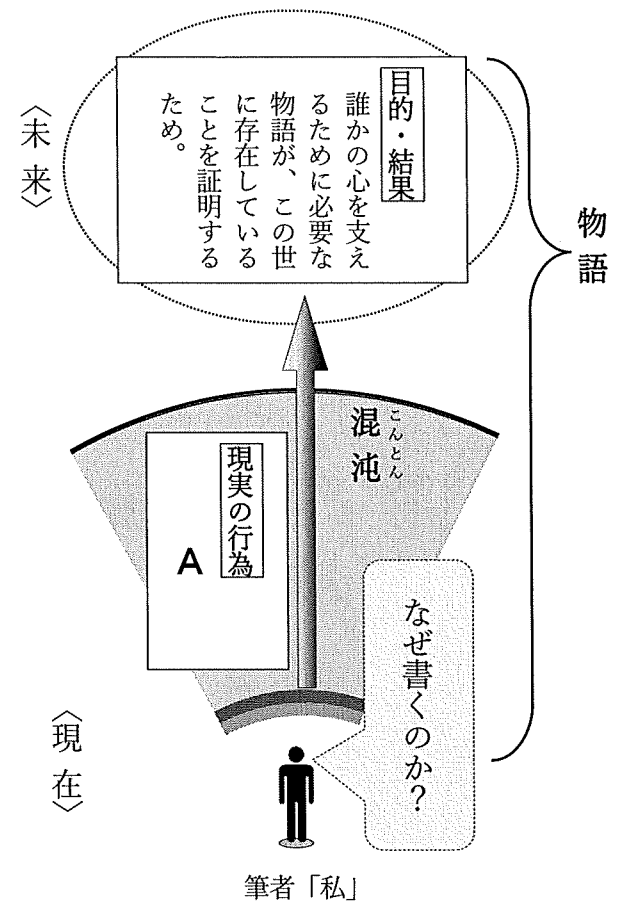 物語
目的・結果
誰かの心を支え
るために必要な
物語が、この世
に存在している
ことを証明する
ため。
〈未来〉
こんとん
混沌
現実の行為
A
なぜ書くのか？
〈現在〉
筆者「私」